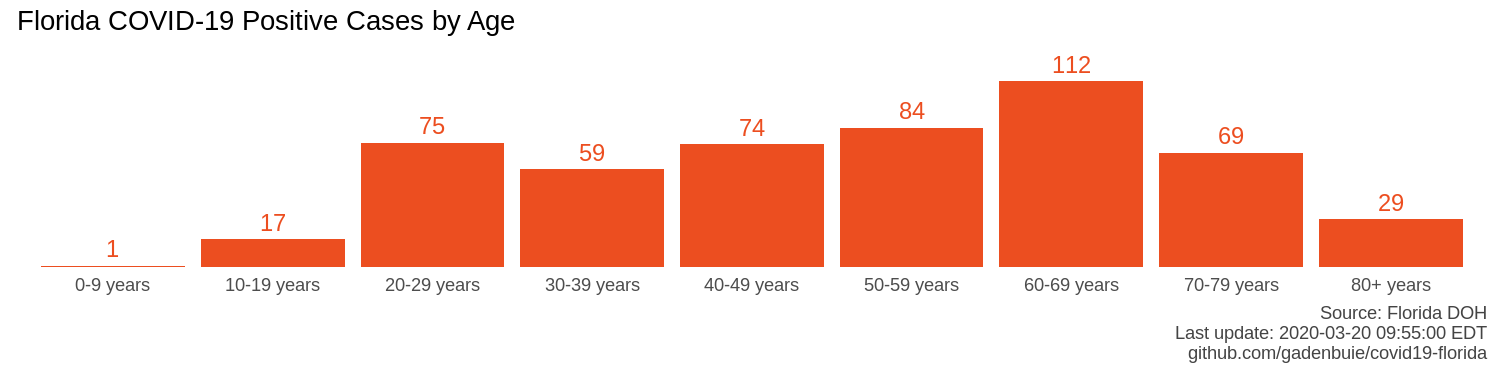 Florida COVID-19 Positive Cases by Age
1
17
75
59
74
84
112
69
29
0-9 years
10-19 years
20-29 years
30-39 years
40-49 years
50-59 years
60-69 years
70-79 years
80+ years
Source: Florida DOH
Last update: 2020-03-20 09:55:00 EDT
github.com/gadenbuie/covid19-florida